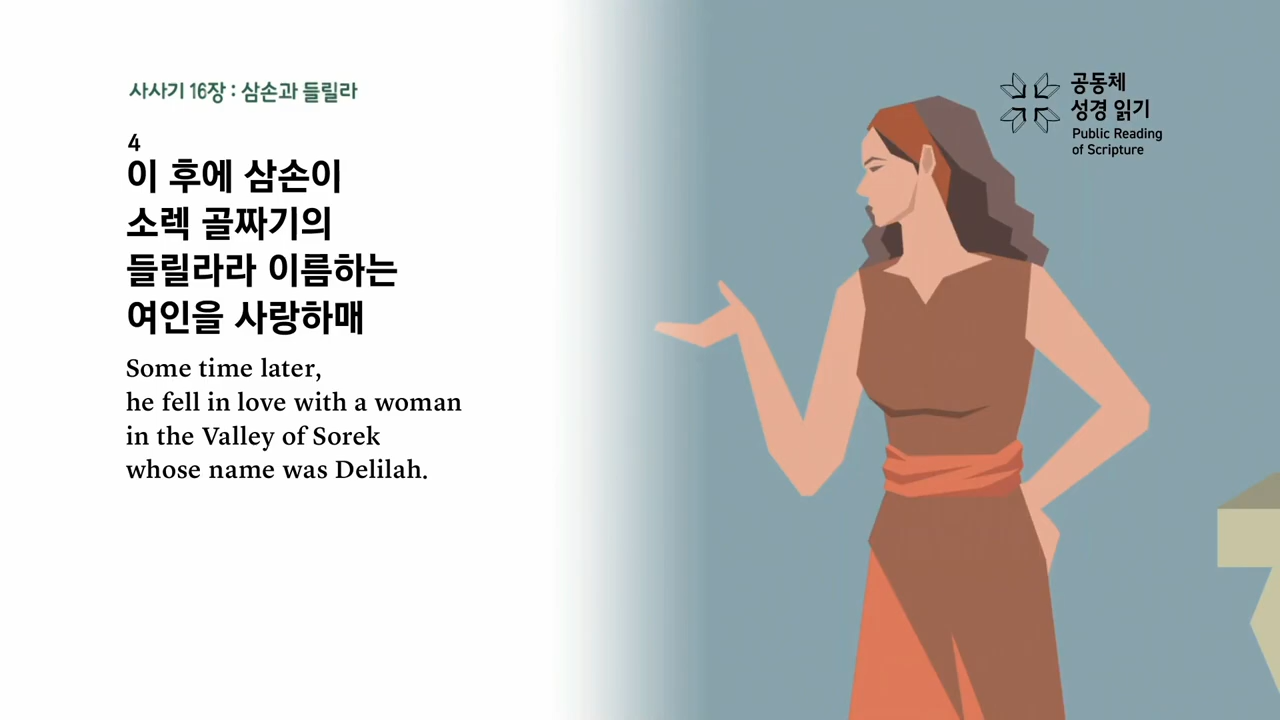 사사기 16장 : 삼손과 들릴라
4
이 후에 삼손이
소렉 골짜기의
들릴라라 이름하는
여인을 사랑하매
Some time later,
he fell in love with a woman
in the Valley of Sorek
whose name was Delilah.
공동체
성경 읽기
Public Reading
of Scripture